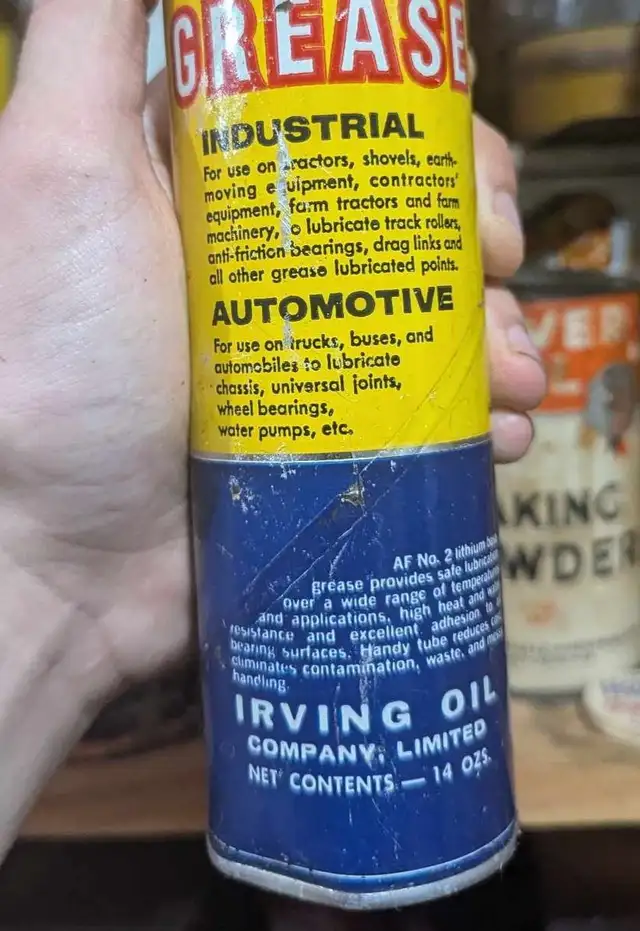 GREASE
INDUSTRIAL
For use on tractors, shovels, earth-
moving equipment, contractors'
equipment, farm tractors and farm
machinery, to lubricate track rollers,
anti-friction bearings, drag links and
all other grease lubricated points.
AUTOMOTIVE
For use on trucks, buses, and
automobiles to lubricate
chassis, universal joints,
wheel bearings,
water pumps, etc.
AF No. 2 lithium
grease provides safe lubrication
over a wide range of temperatures
and applications, high heat and
resistance and excellent adhesion to
bearing surfaces. Handy tube reduces
eliminates contamination, waste, and
handling.
IRVING OIL
COMPANY, LIMITED
NET CONTENTS — 14 OZS.
VER
L
AKING
WDER